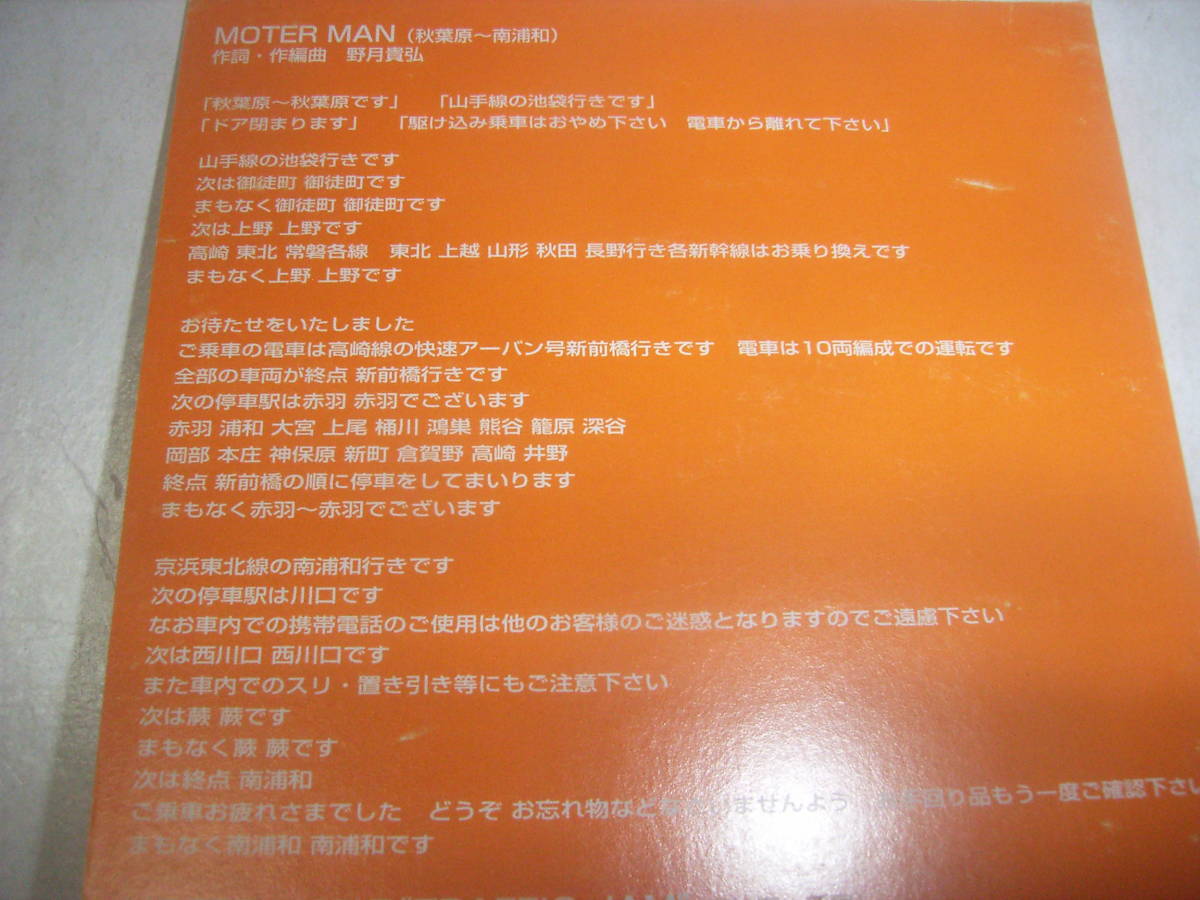 MOTER MAN（秋葉原～南浦和）
作詞・作編曲　野月貴弘
「秋葉原～秋葉原です」　「山手線の池袋行きです」
「ドア閉まります」　「駆け込み乗車はおやめ下さい　電車から離れて下さい」
山手線の池袋行きです
次は御徒町 御徒町です
まもなく御徒町 御徒町です
次は上野 上野です
高崎 東北 常磐各線　東北 上越 山形 秋田 長野行き各新幹線はお乗り換えです
まもなく上野 上野です
お待たせをいたしました
ご乗車の電車は高崎線の快速アーバン号新前橋行きです　電車は10両編成での運転です
全部の車両が終点 新前橋行きです
次の停車駅は赤羽 赤羽でございます
赤羽 浦和 大宮 上尾 桶川 鴻巣 熊谷 籠原 深谷
岡部 本庄 神保原 新町 倉賀野 高崎 井野
終点 新前橋の順に停車をしてまいります
まもなく赤羽～赤羽でございます
京浜東北線の南浦和行きです
次の停車駅は川口です
なお車内での携帯電話のご使用は他のお客様のご迷惑となりますのでご遠慮下さい
次は西川口 西川口です
また車内でのスリ・置き引き等にもご注意下さい
次は蕨 蕨です
まもなく蕨 蕨です
次は終点 南浦和
ご乗車お疲れさまでした　どうぞ お忘れ物など ませんよう 回り品もう一度ご確認下さい
まもなく南浦和 南浦和です